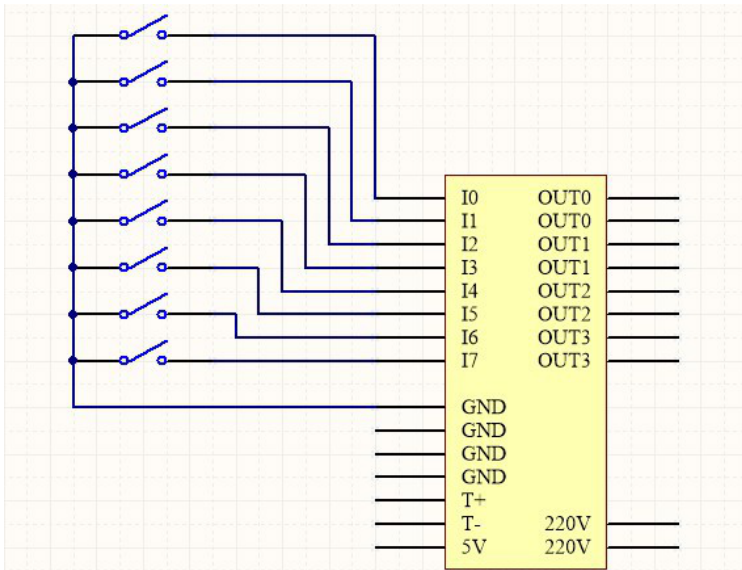 I0 OUT0
I1 OUT0
I2 OUT1
I3 OUT1
I4 OUT2
I5 OUT2
I6 OUT3
I7 OUT3
GND
GND
GND
GND
T+
T- 220V
5V 220V